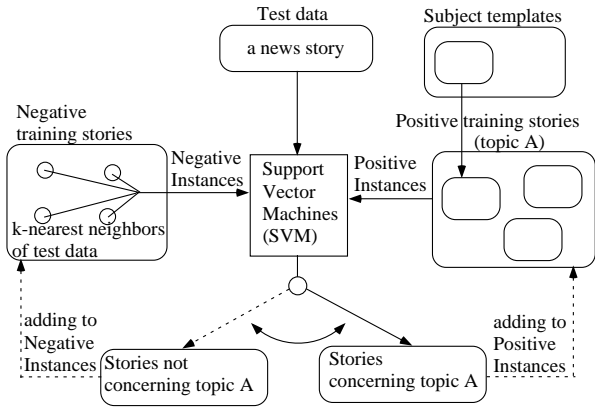 Test data
a news story
Subject templates
Negative
training stories
Positive training stories
(topic A)
Negative
Instances
Support
Vector
Machines
(SVM)
Positive
Instances
k-nearest neighbors
of test data
adding to
Negative
Instances
Stories not
concerning topic A
Stories
concerning topic A
adding to
Positive
Instances